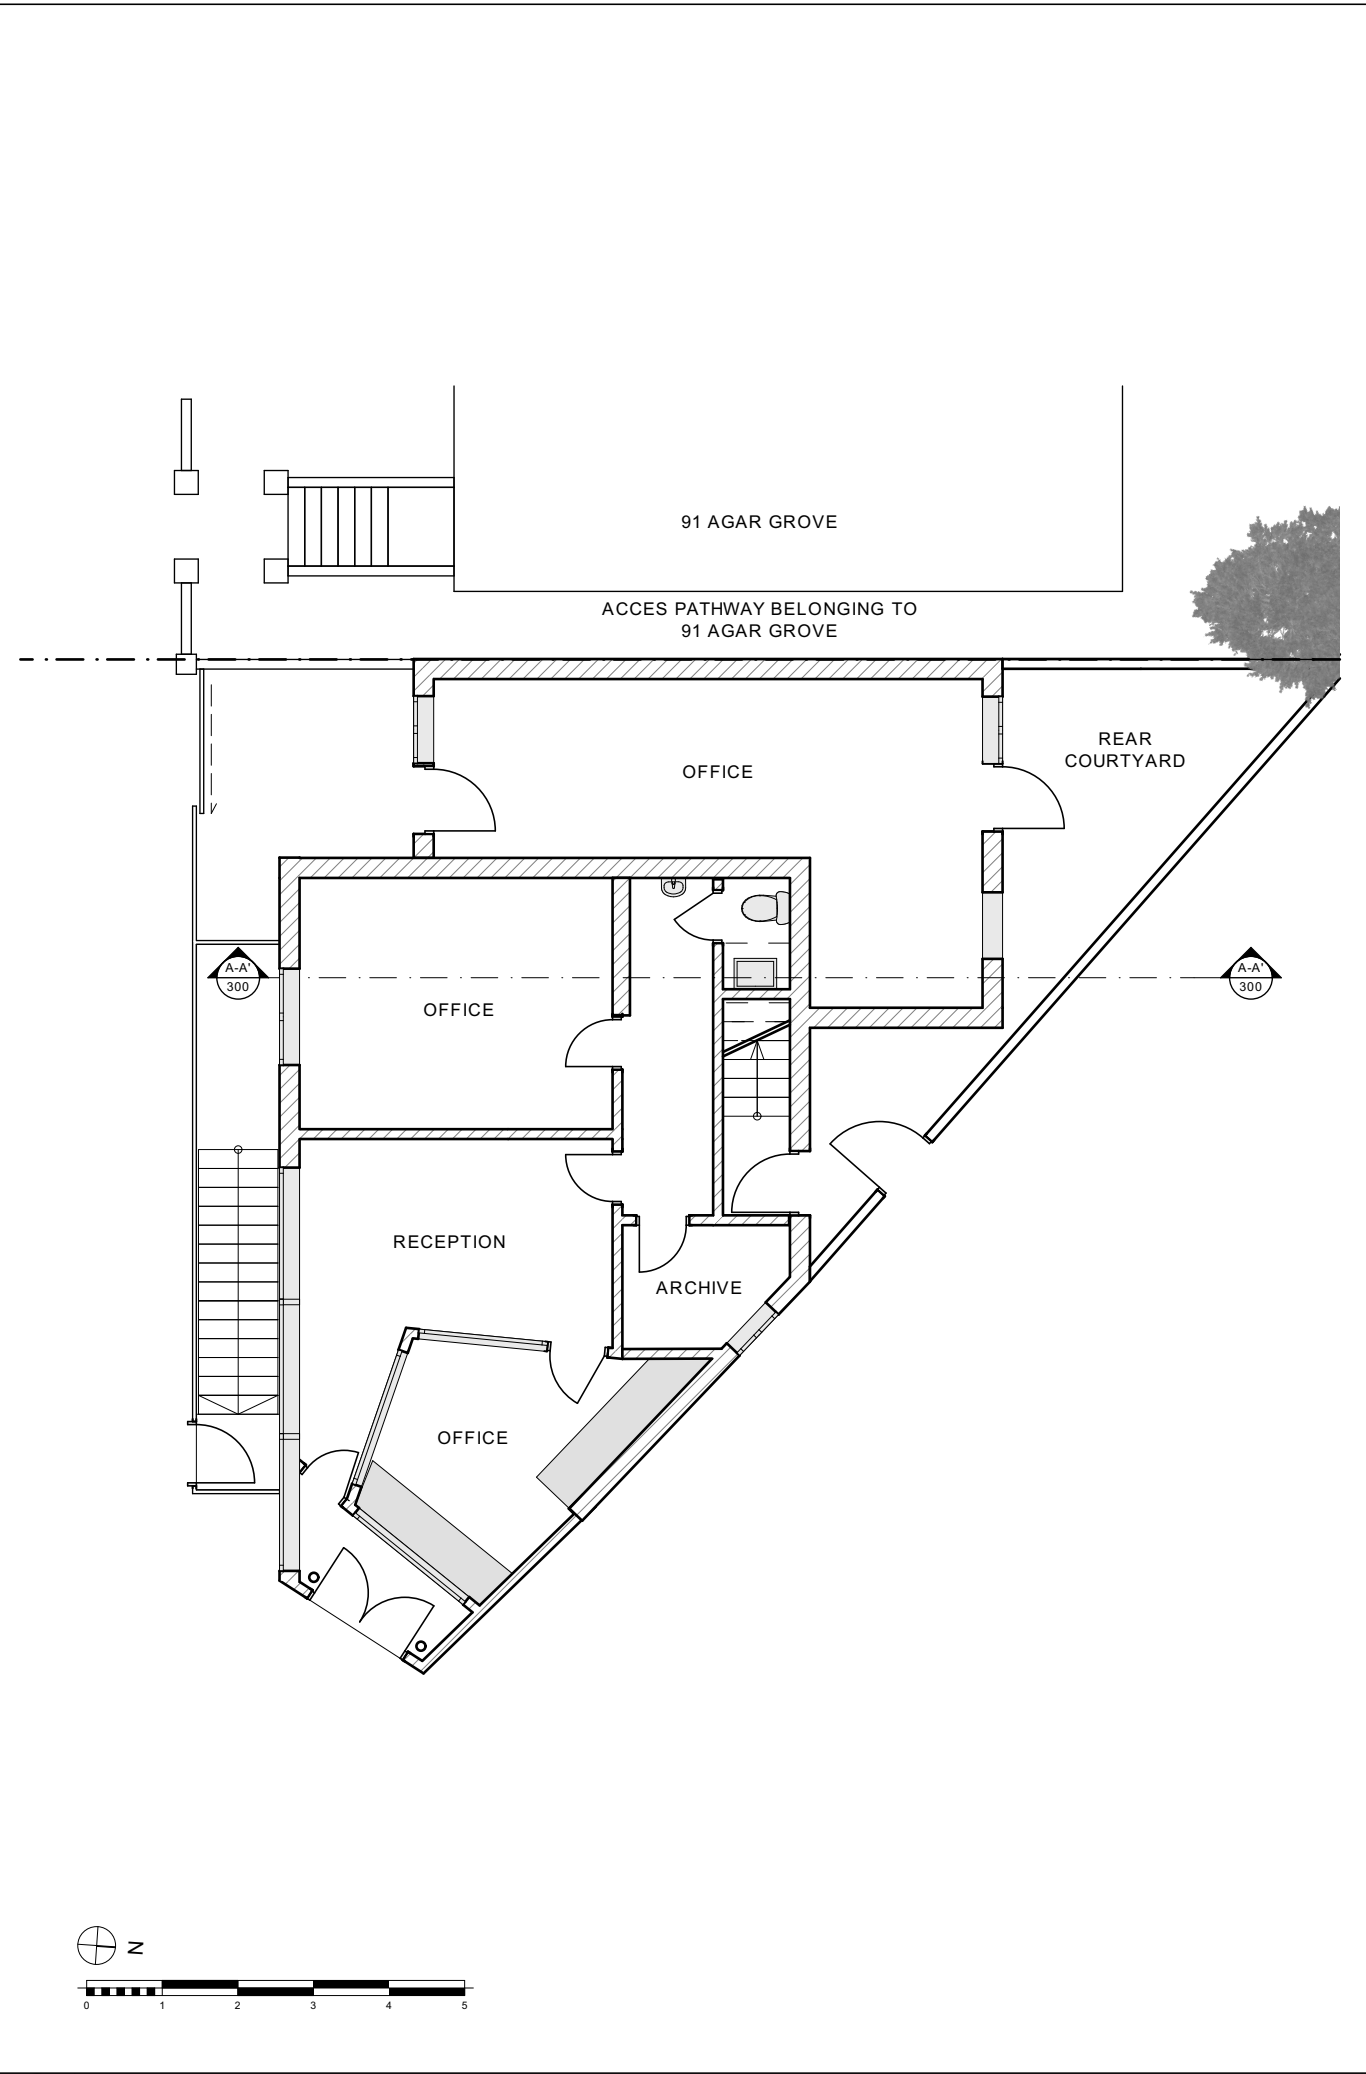 91 AGAR GROVE
ACCES PATHWAY BELONGING TO
91 AGAR GROVE
REAR
COURTYARD
OFFICE
A-A'
300
A-A'
300
OFFICE
RECEPTION
ARCHIVE
OFFICE
N
0 1 2 3 4 5